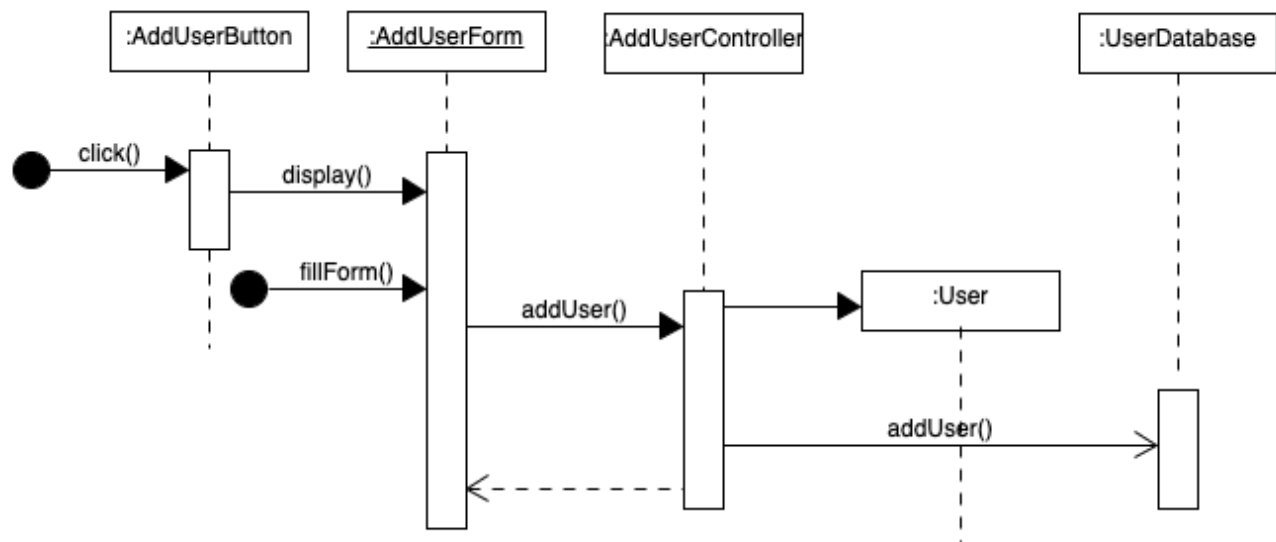 :AddUserButton
:AddUserForm
:AddUserController
:UserDatabase
click()
display()
fillForm()
:User
addUser()
addUser()